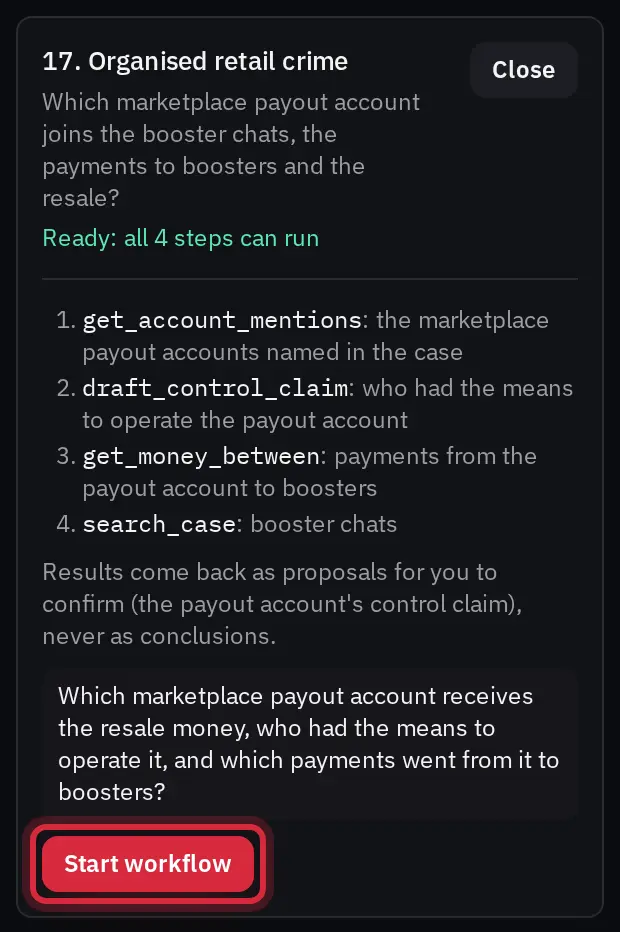 17. Organised retail crime
Close
Which marketplace payout account
joins the booster chats, the
payments to boosters and the
resale?
Ready: all 4 steps can run
1. get_account_mentions: the marketplace
payout accounts named in the case
2. draft_control_claim: who had the means
to operate the payout account
3. get_money_between: payments from the
payout account to boosters
4. search_case: booster chats
Results come back as proposals for you to
confirm (the payout account's control claim),
never as conclusions.
Which marketplace payout account receives
the resale money, who had the means to
operate it, and which payments went from it to
boosters?
Start workflow